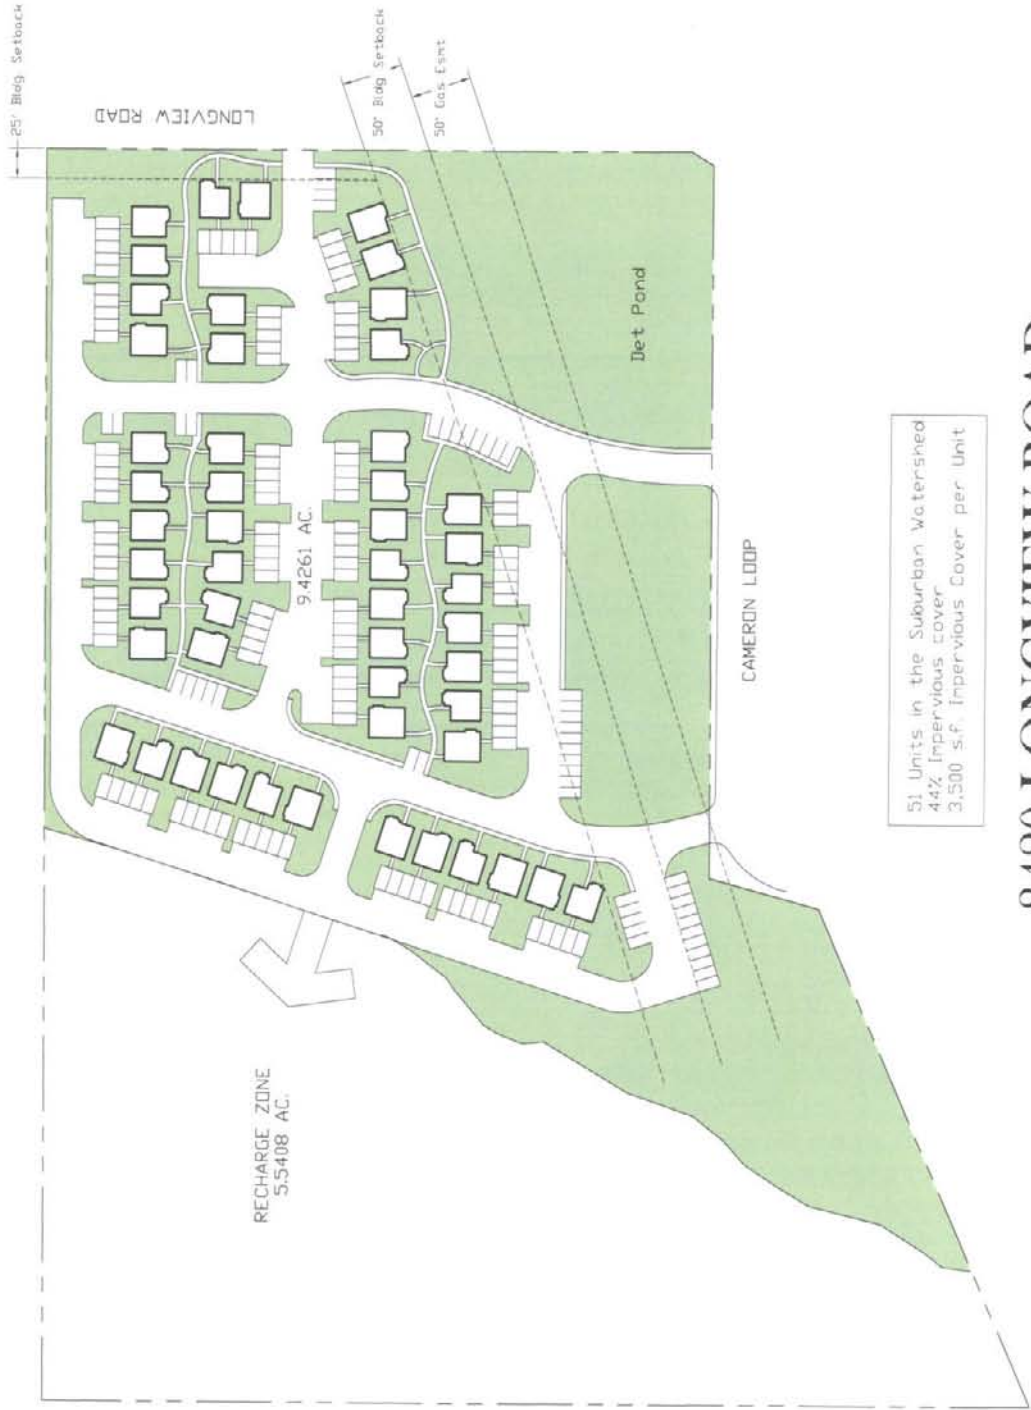 25' Bldg Setback
LONGVIEW ROAD
50' Bldg Setback
50' Gas Esmt
Det Pond
9.4261 AC.
CAMERON LOOP
RECHARGE ZONE
5.5408 AC.
51 Units in the Suburban Watershed
44% Impervious cover
3,500 s.f. Impervious Cover per Unit